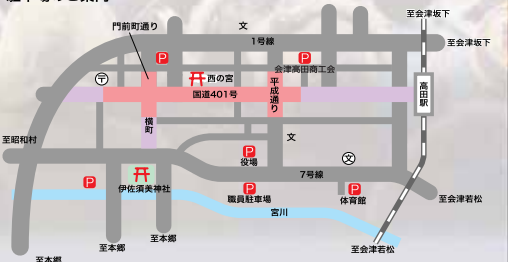 門前町通り
文
至会津坂下
1号線
至会津坂下
P
P
会津高田商工会
〒
西の宮
平成通り
高田駅
国道401号
横町
至昭和村
文
P
役場
文
7号線
P
伊佐須美神社
P
職員駐車場
P
体育館
至会津若松
宮川
至本郷
至本郷
至会津若松
至本郷